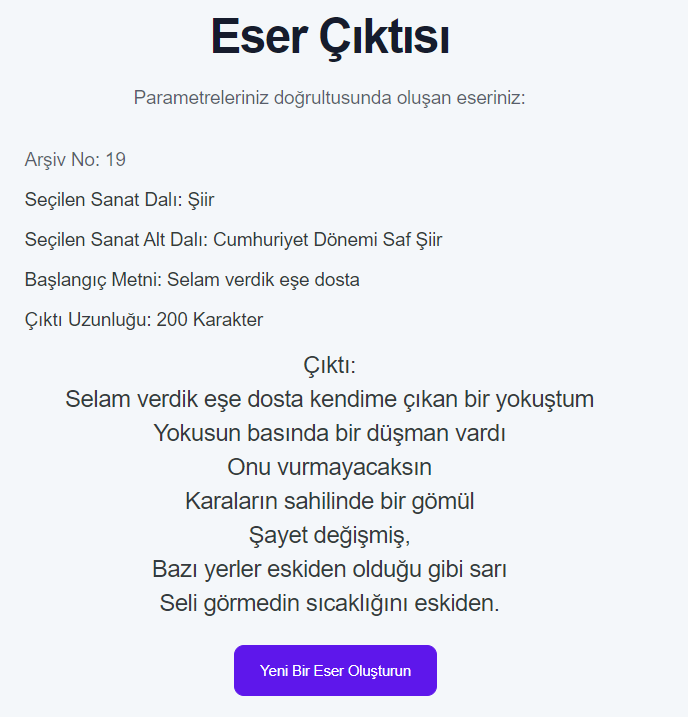 Eser Çıktısı
Parametreleriniz doğrultusunda oluşan eseriniz:
Arşiv No: 19
Seçilen Sanat Dalı: Şiir
Seçilen Sanat Alt Dalı: Cumhuriyet Dönemi Saf Şiir
Başlangıç Metni: Selam verdik eşe dosta
Çıktı Uzunluğu: 200 Karakter
Çıktı:
Selam verdik eşe dosta kendime çıkan bir yokuştum
Yokusun basında bir düşman vardı
Onu vurmayacaksın
Karaların sahilinde bir gömül
Şayet değişmiş,
Bazı yerler eskiden olduğu gibi sarı
Seli görmedin sıcaklığını eskiden.
Yeni Bir Eser Oluşturun